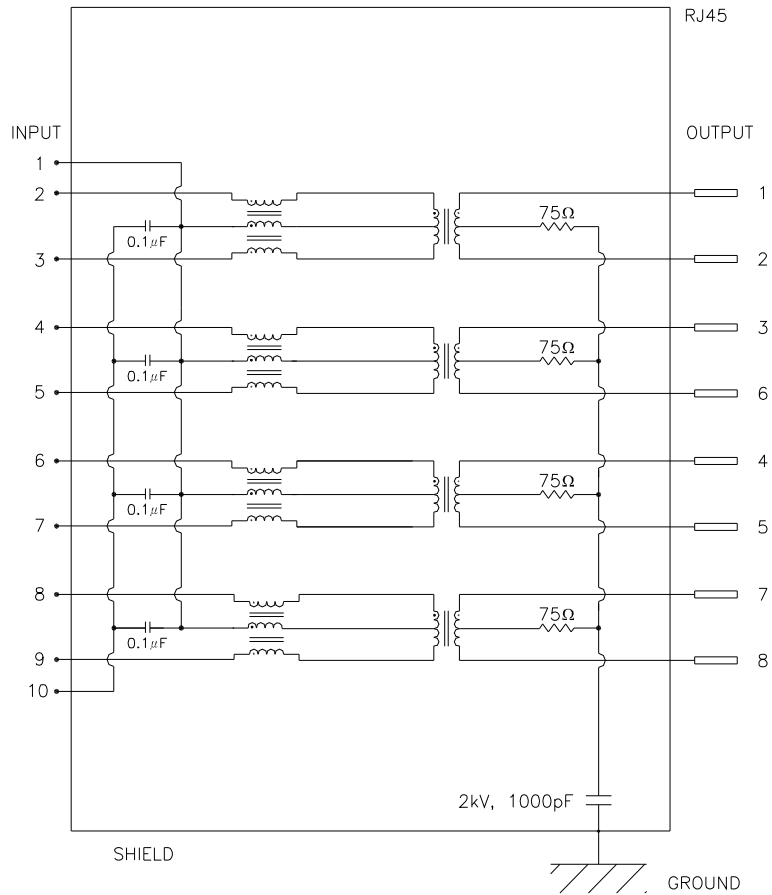 RJ45
INPUT
OUTPUT
1
2
1
75Ω
0.1μF
3
2
4
3
75Ω
0.1μF
5
6
6
4
75Ω
0.1μF
7
5
8
7
75Ω
0.1μF
9
8
10
2kV, 1000pF
SHIELD
GROUND